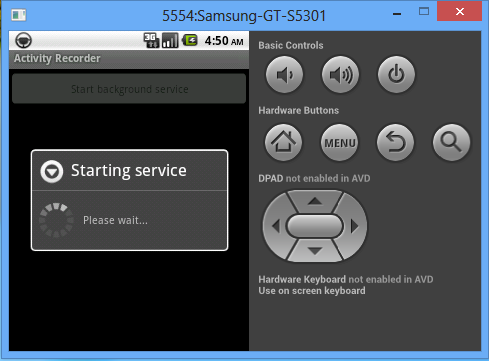 5554:Samsung-GT-S5301
3G
4:50 AM
Activity Recorder
Start background service
Starting service
Please wait...
Basic Controls
Hardware Buttons
MENU
DPAD not enabled in AVD
Hardware Keyboard not enabled in AVD
Use on screen keyboard